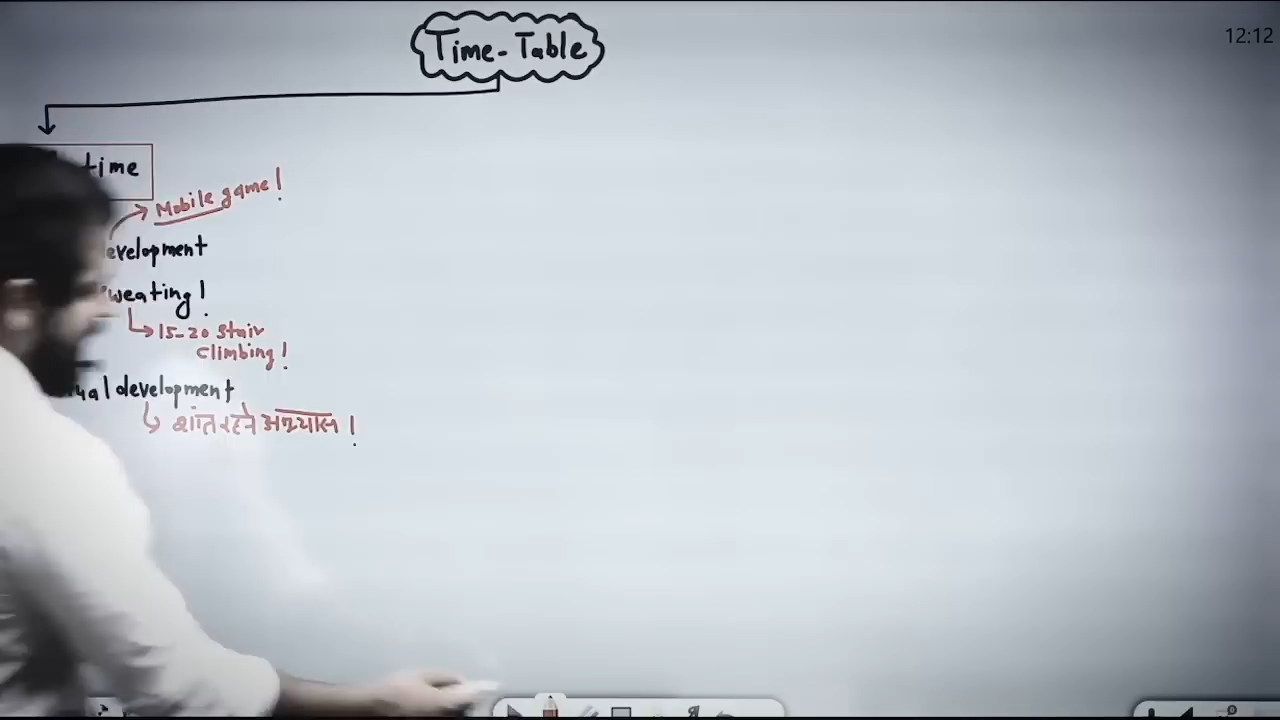 Time-Table
12:12
time
Mobile game!
evelopment
weating!
15-20 stair
climbing!
ual development
शांत रहने अभ्यास!